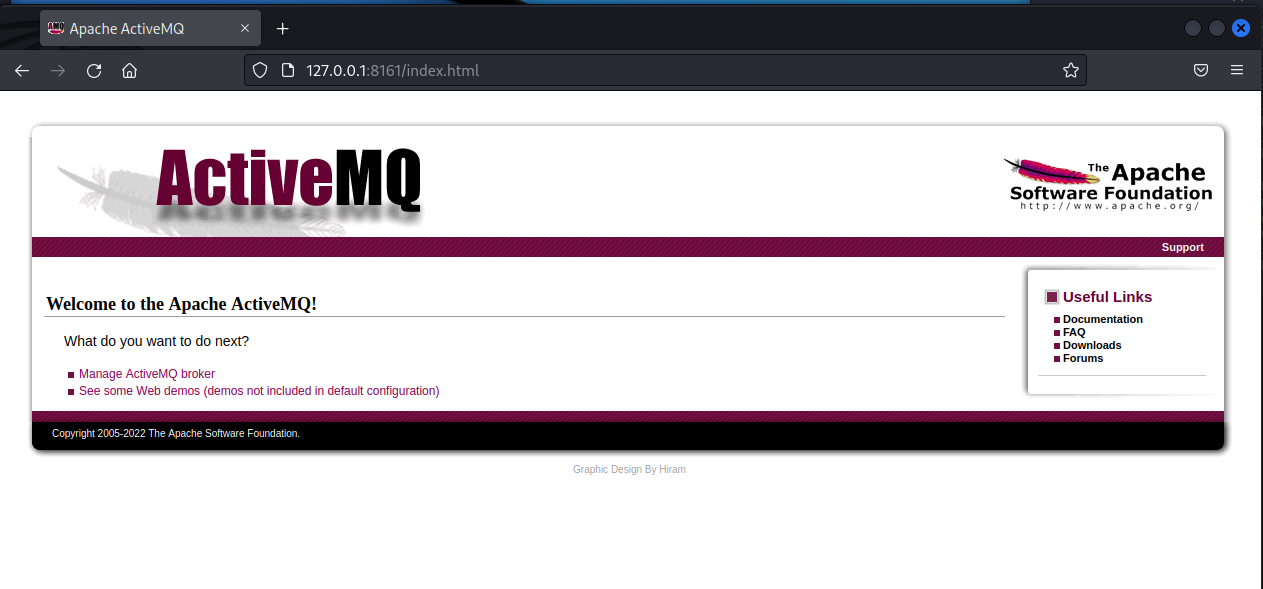 Apache ActiveMQ
127.0.0.1:8161/index.html
ActiveMQ
The Apache
Software Foundation
http://www.apache.org/
Support
Welcome to the Apache ActiveMQ!
What do you want to do next?
Manage ActiveMQ broker
See some Web demos (demos not included in default configuration)
Useful Links
Documentation
FAQ
Downloads
Forums
Copyright 2005-2022 The Apache Software Foundation.
Graphic Design By Hiram